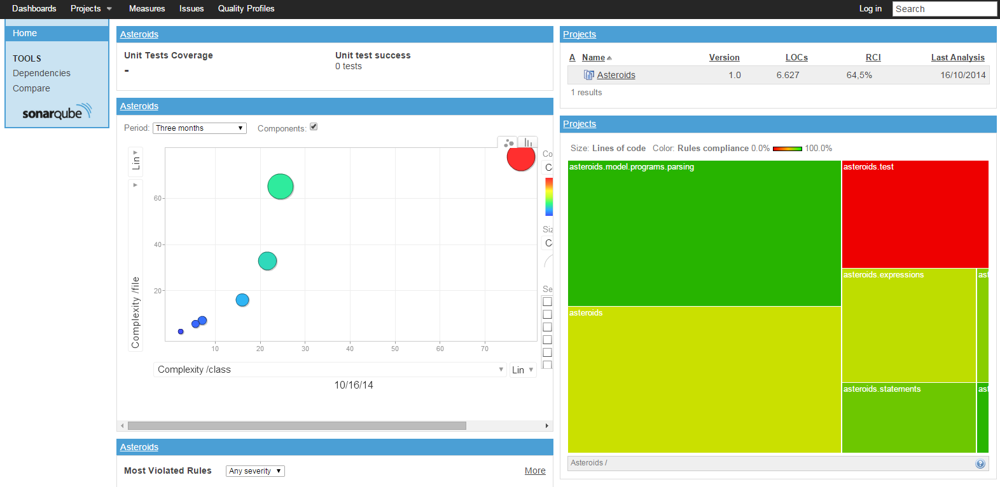 Dashboards Projects Measures Issues Quality Profiles Log in Search
Home
TOOLS
Dependencies
Compare
sonarqube
Asteroids
Unit Tests Coverage Unit test success
- 0 tests
Asteroids
Period: Three months Components:
Lin
Complexity /file
60
40
20
10 20 30 40 50 60 70
Complexity /class Lin
10/16/14
Co
C
Siz
C
Se
Asteroids
Most Violated Rules Any severity More
Projects
A Name Version LOCs RCI Last Analysis
Asteroids 1.0 6.627 64,5% 16/10/2014
1 results
Projects
Size: Lines of code Color: Rules compliance 0.0% 100.0%
asteroids.model.programs.parsing asteroids.test
asteroids.expressions ast
asteroids
asteroids.statements ast
Asteroids / ?